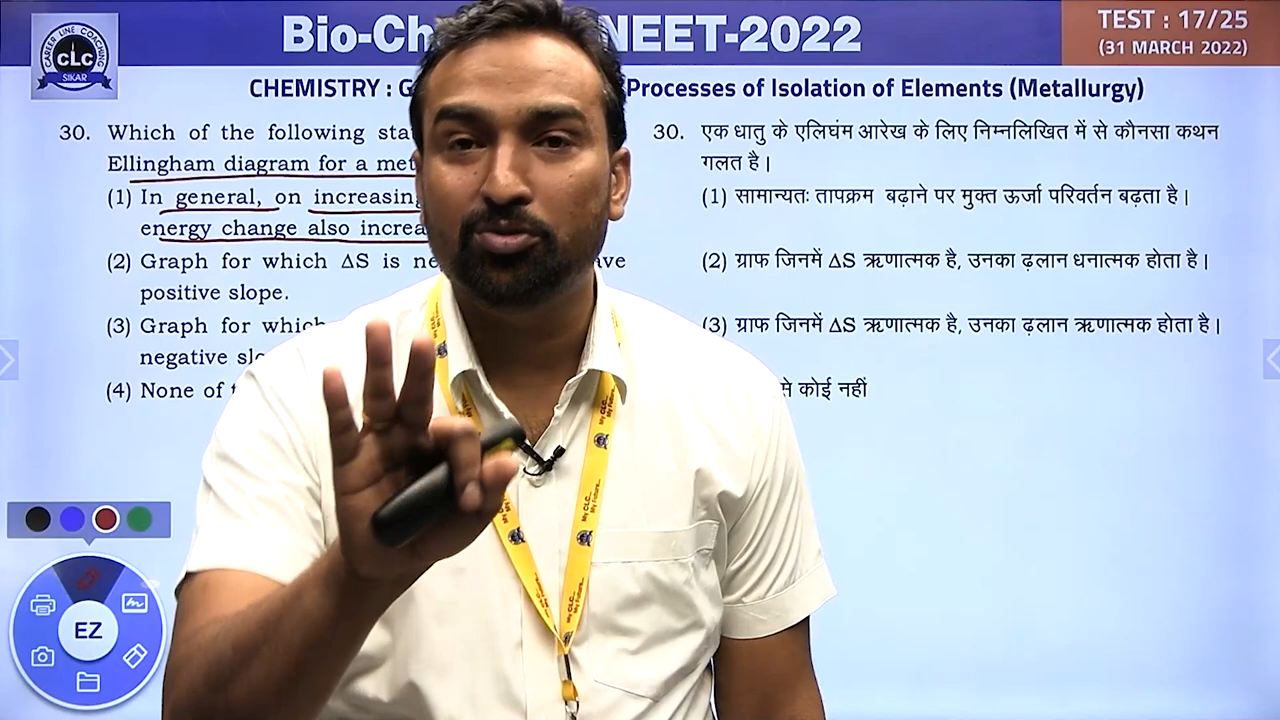 Bio-Ch NEET-2022
TEST : 17/25
(31 MARCH 2022)
CAREER LINE COACHING
CLC
SIKAR
CHEMISTRY : G Processes of Isolation of Elements (Metallurgy)
30. Which of the following sta
Ellingham diagram for a met
(1) In general, on increasing
energy change also increa
(2) Graph for which ΔS is ne ave
positive slope.
(3) Graph for which
negative slo
(4) None of t
30. एक धातु के एलिघंम आरेख के लिए निम्नलिखित में से कौनसा कथन
गलत है।
(1) सामान्यतः तापक्रम बढ़ाने पर मुक्त ऊर्जा परिवर्तन बढ़ता है।
(2) ग्राफ जिनमें ΔS ऋणात्मक है, उनका ढ़लान धनात्मक होता है।
(3) ग्राफ जिनमें ΔS ऋणात्मक है, उनका ढ़लान ऋणात्मक होता है।
से कोई नहीं
EZ
My CLC...
My Future...